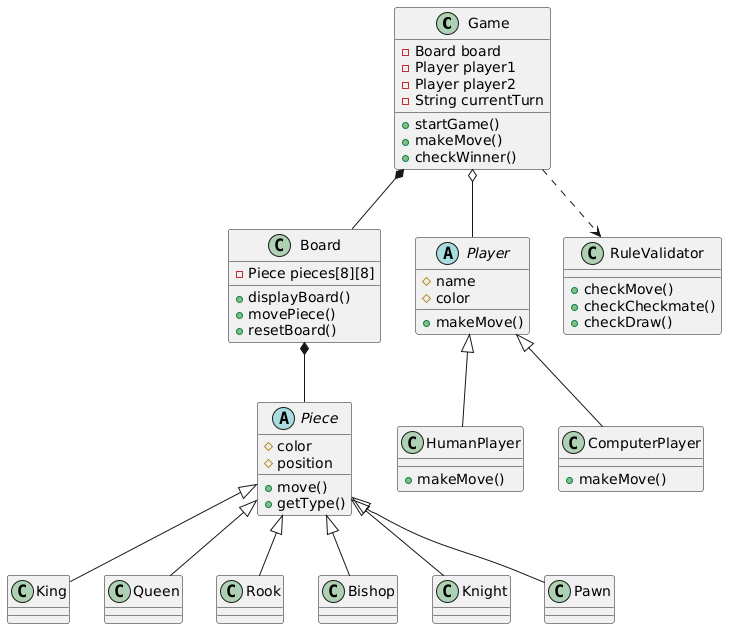 C Game
Board board
Player player1
Player player2
String currentTurn
startGame()
makeMove()
checkWinner()
C Board
Piece pieces[8][8]
displayBoard()
movePiece()
resetBoard()
A Player
name
color
makeMove()
C RuleValidator
checkMove()
checkCheckmate()
checkDraw()
A Piece
color
position
move()
getType()
C HumanPlayer
makeMove()
C ComputerPlayer
makeMove()
C King
C Queen
C Rook
C Bishop
C Knight
C Pawn